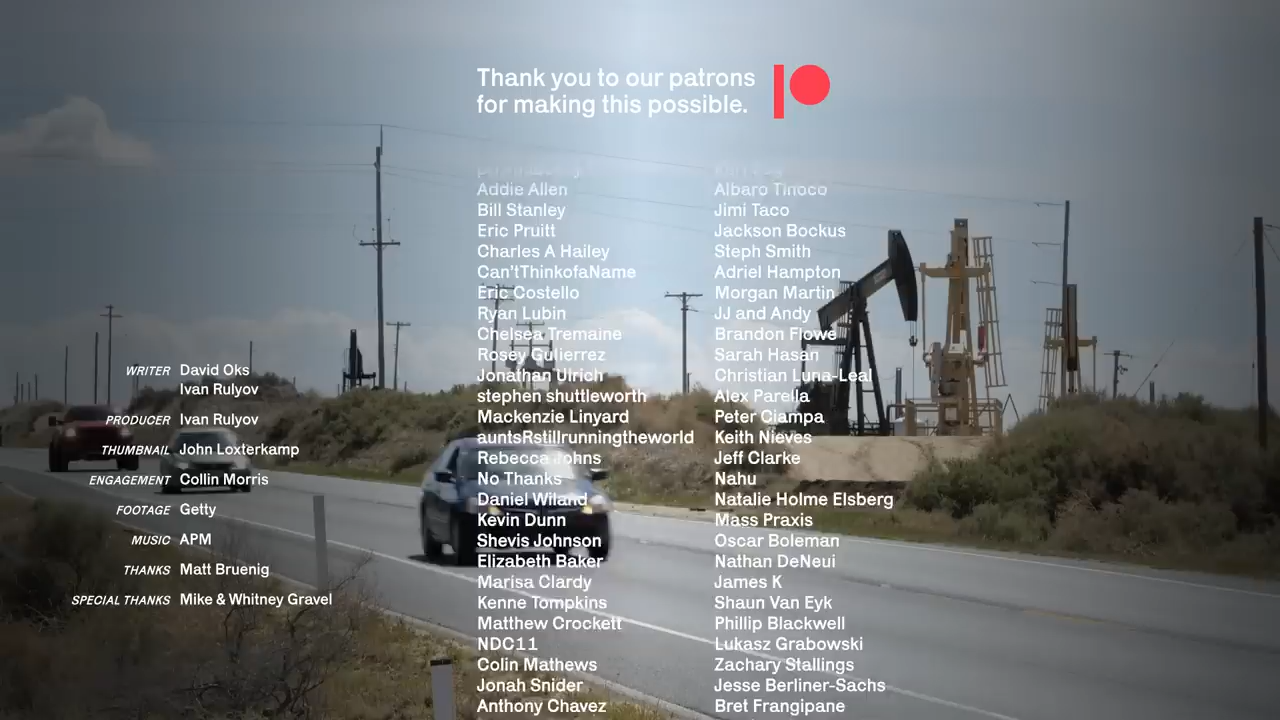 Thank you to our patrons
for making this possible.
WRITER David Oks
Ivan Rulyov
PRODUCER Ivan Rulyov
THUMBNAIL John Loxterkamp
ENGAGEMENT Collin Morris
FOOTAGE Getty
MUSIC APM
THANKS Matt Bruenig
SPECIAL THANKS Mike & Whitney Gravel
Addie Allen
Bill Stanley
Eric Pruitt
Charles A Hailey
Can'tThinkofaName
Eric Costello
Ryan Lubin
Chelsea Tremaine
Rosey Gulierrez
Jonathan Ulrich
stephen shuttleworth
Mackenzie Linyard
auntsRstillrunningtheworld
Rebecca Johns
No Thanks
Daniel Wiland
Kevin Dunn
Shevis Johnson
Elizabeth Baker
Marisa Clardy
Kenne Tompkins
Matthew Crockett
NDC11
Colin Mathews
Jonah Snider
Anthony Chavez
Albaro Tinoco
Jimi Taco
Jackson Bockus
Steph Smith
Adriel Hampton
Morgan Martin
JJ and Andy
Brandon Flowe
Sarah Hasan
Christian Luna-Leal
Alex Parella
Peter Ciampa
Keith Nieves
Jeff Clarke
Nahu
Natalie Holme Elsberg
Mass Praxis
Oscar Boleman
Nathan DeNeui
James K
Shaun Van Eyk
Phillip Blackwell
Lukasz Grabowski
Zachary Stallings
Jesse Berliner-Sachs
Bret Frangipane